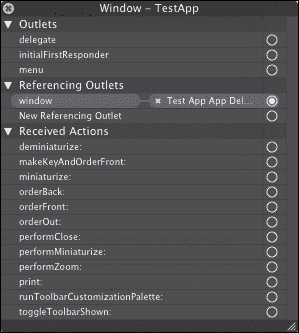 Window – TestApp
Outlets
delegate
initialFirstResponder
menu
Referencing Outlets
window Test App App Del...
New Referencing Outlet
Received Actions
deminiaturize:
makeKeyAndOrderFront:
miniaturize:
orderBack:
orderFront:
orderOut:
performClose:
performMiniaturize:
performZoom:
print:
runToolbarCustomizationPalette:
toggleToolbarShown: